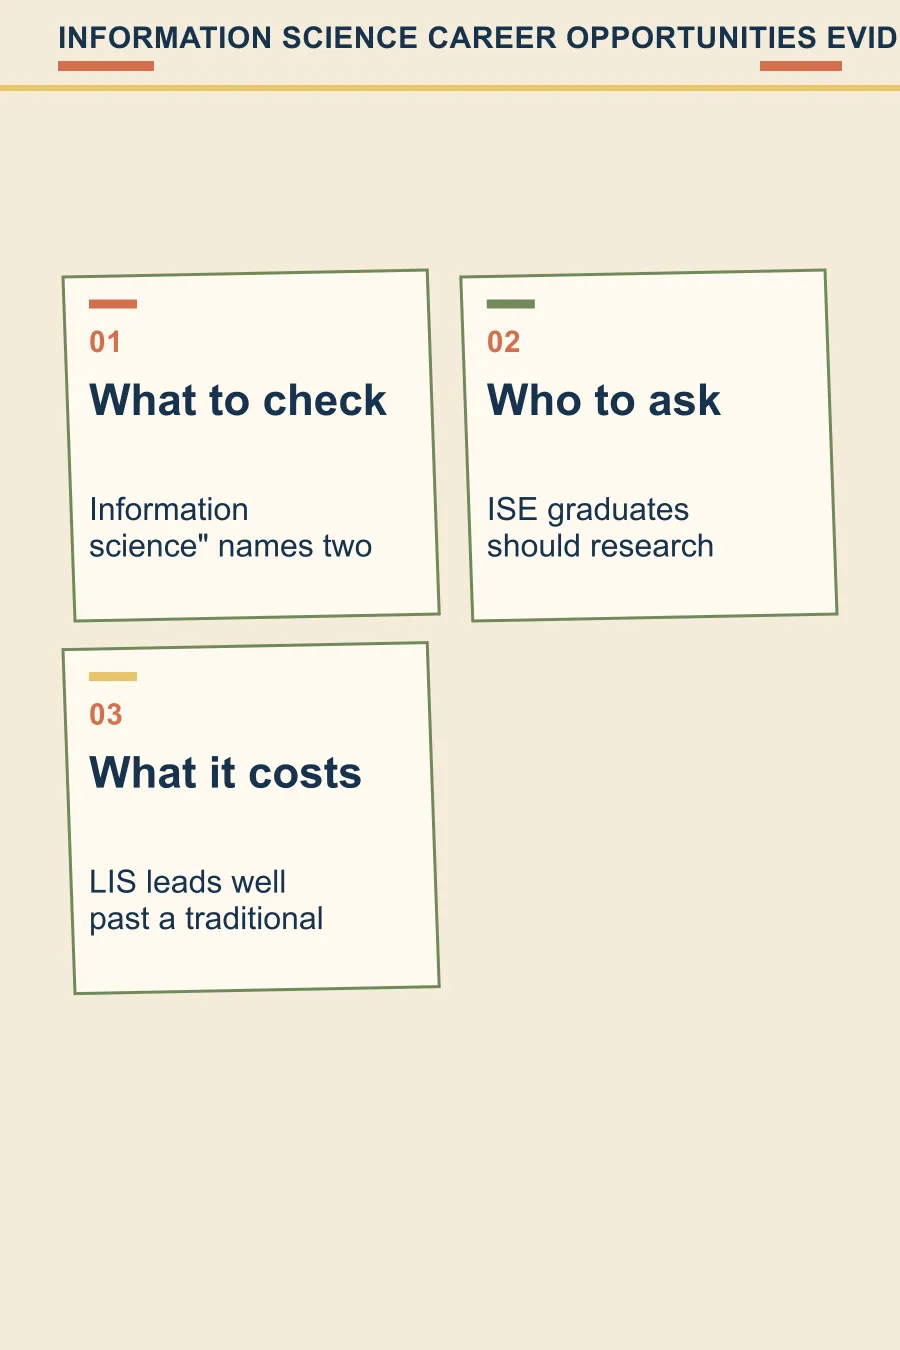 INFORMATION SCIENCE CAREER OPPORTUNITIES EVID
01
What to check
Information
science" names two
02
Who to ask
ISE graduates
should research
03
What it costs
LIS leads well
past a traditional